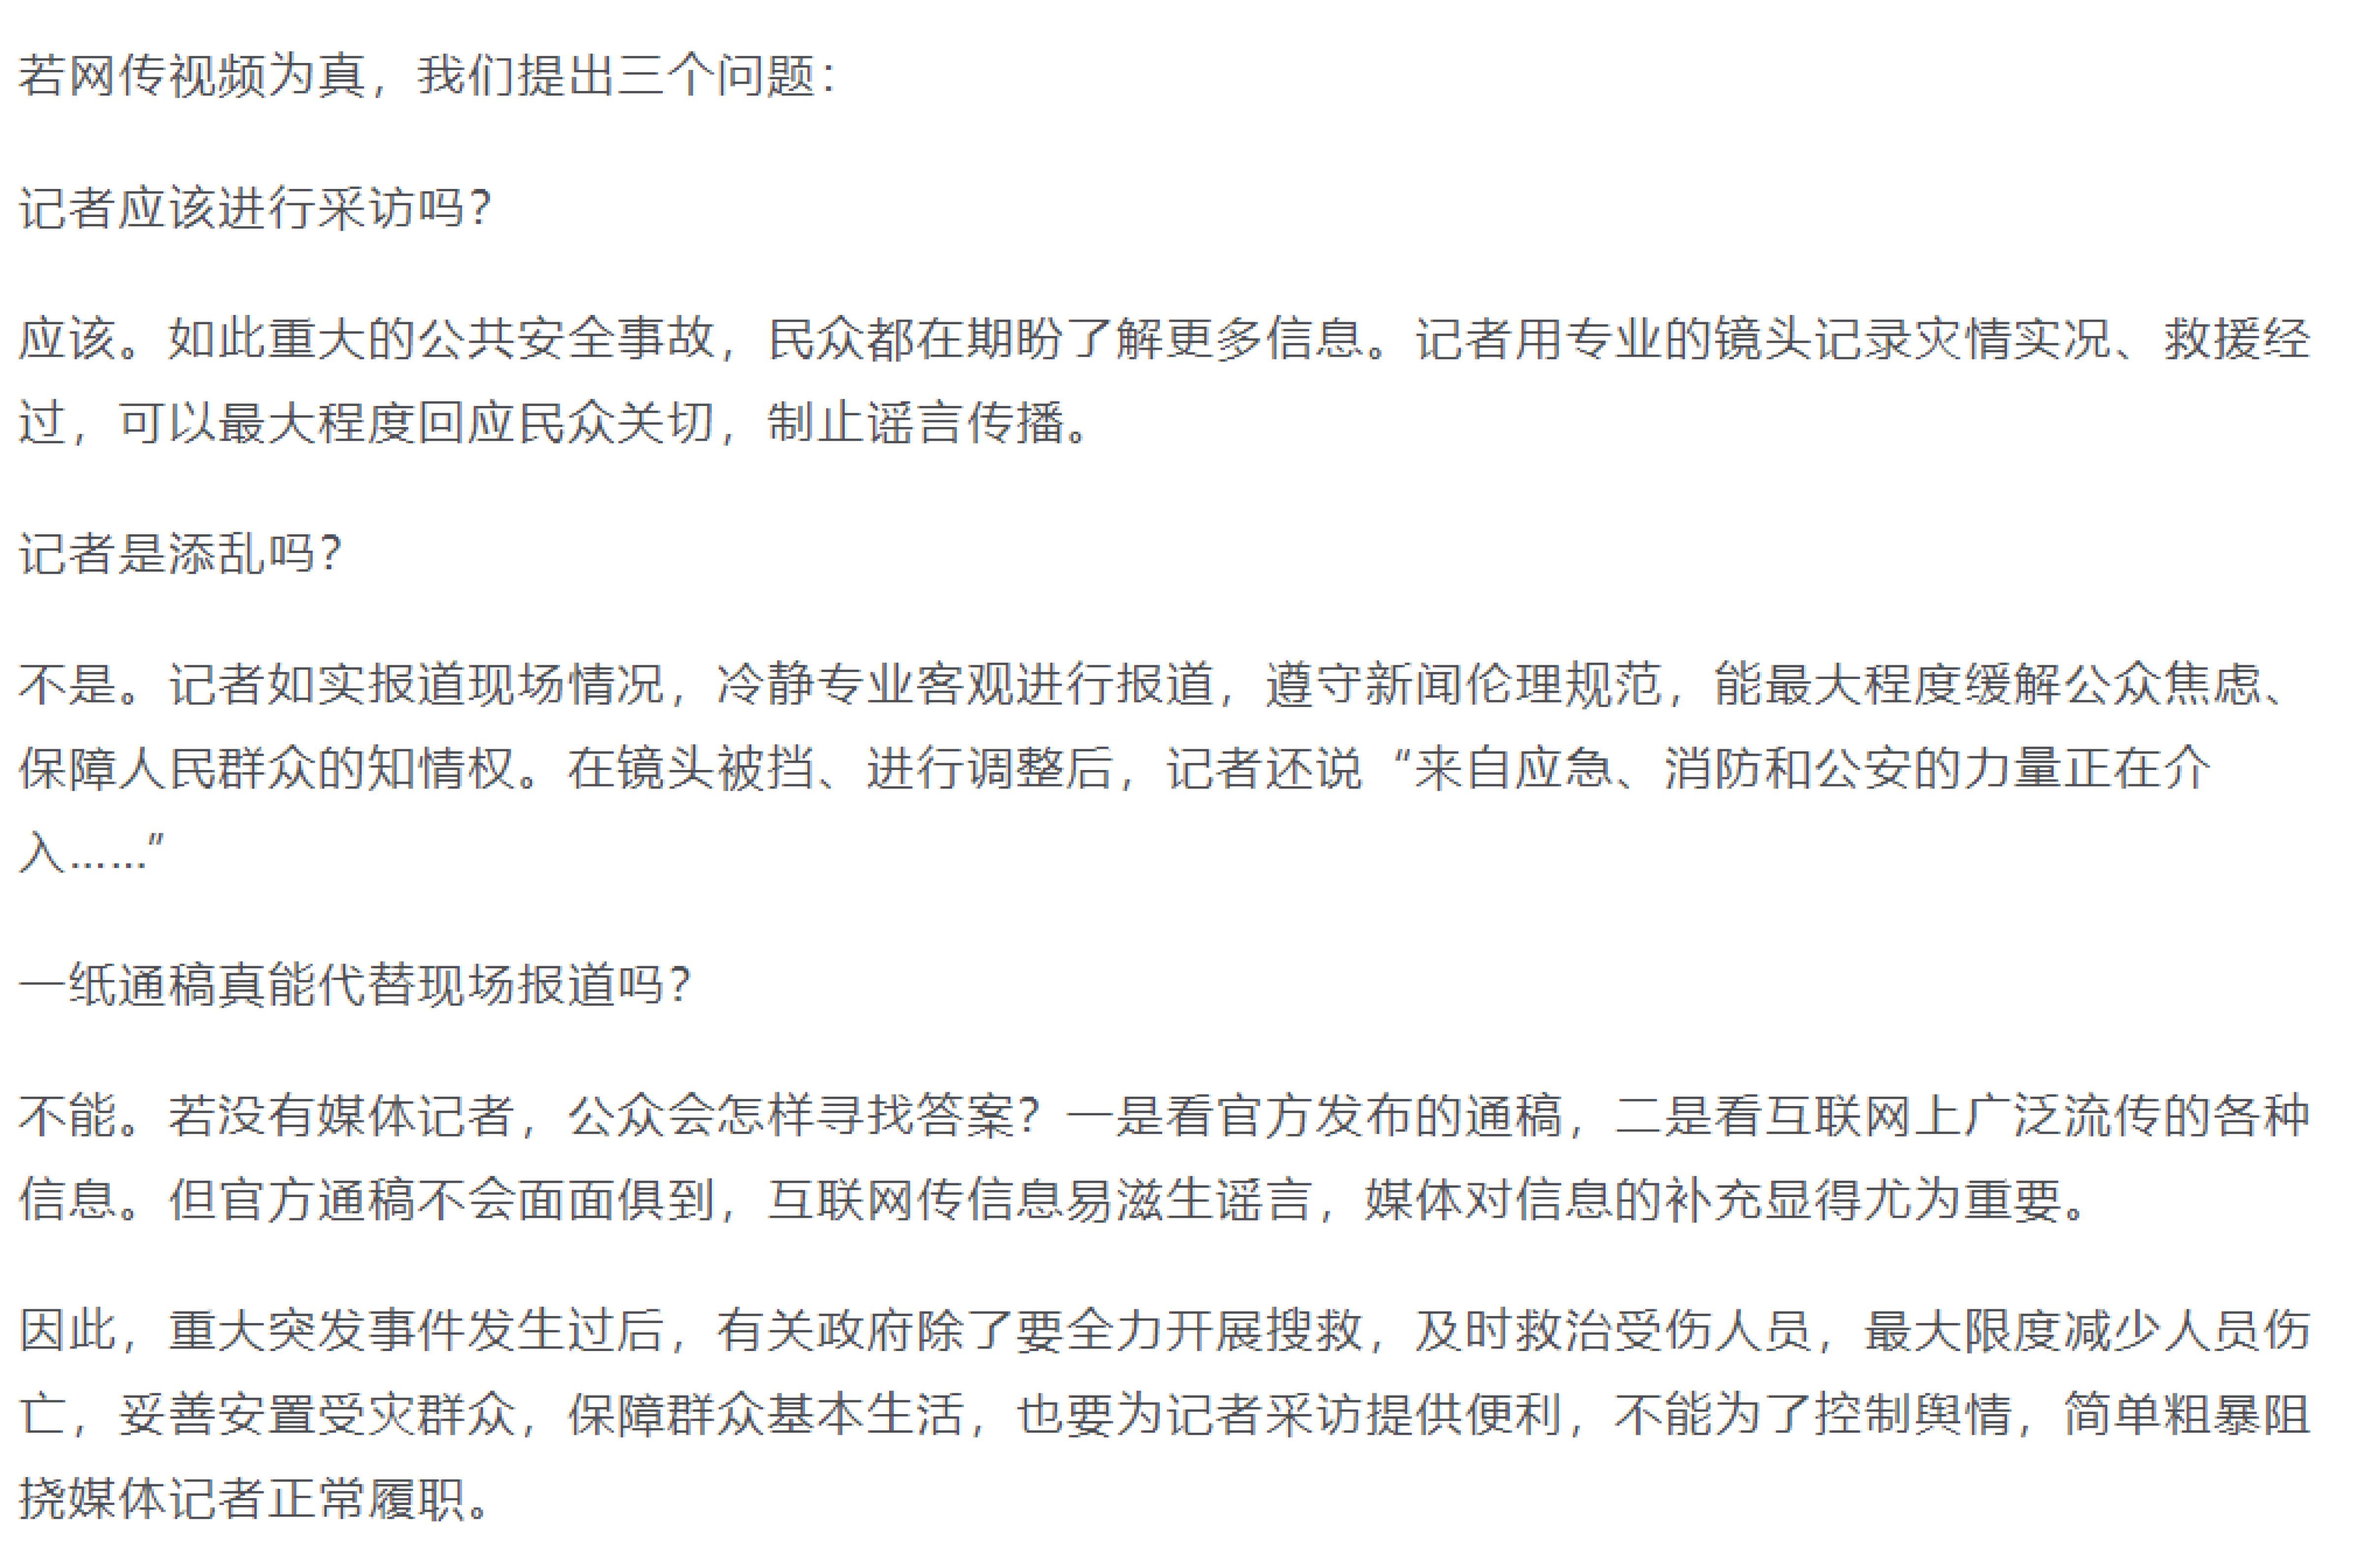 若网传视频为真，我们提出三个问题：
记者应该进行采访吗？
应该。如此重大的公共安全事故，民众都在期盼了解更多信息。记者用专业的镜头记录灾情实况、救援经
过，可以最大程度回应民众关切，制止谣言传播。
记者是添乱吗？
不是。记者如实报道现场情况，冷静专业客观进行报道，遵守新闻伦理规范，能最大程度缓解公众焦虑、
保障人民群众的知情权。在镜头被挡、进行调整后，记者还说“来自应急、消防和公安的力量正在介
入……”
一纸通稿真能代替现场报道吗？
不能。若没有媒体记者，公众会怎样寻找答案？一是看官方发布的通稿，二是看互联网上广泛流传的各种
信息。但官方通稿不会面面俱到，互联网传信息易滋生谣言，媒体对信息的补充显得尤为重要。
因此，重大突发事件发生过后，有关政府除了要全力开展搜救，及时救治受伤人员，最大限度减少人员伤
亡，妥善安置受灾群众，保障群众基本生活，也要为记者采访提供便利，不能为了控制舆情，简单粗暴阻
挠媒体记者正常履职。